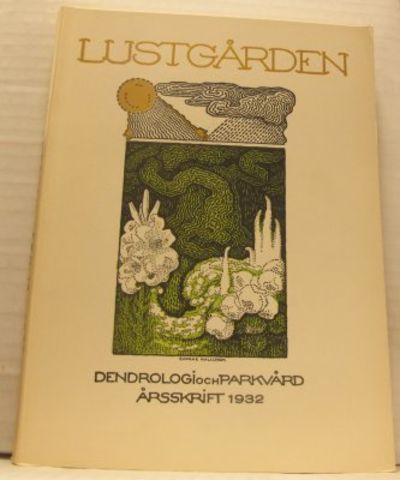 LUSTGÅRDEN
DENDROLOGI OCH PARKVÅRD
ÅRSSKRIFT 1932